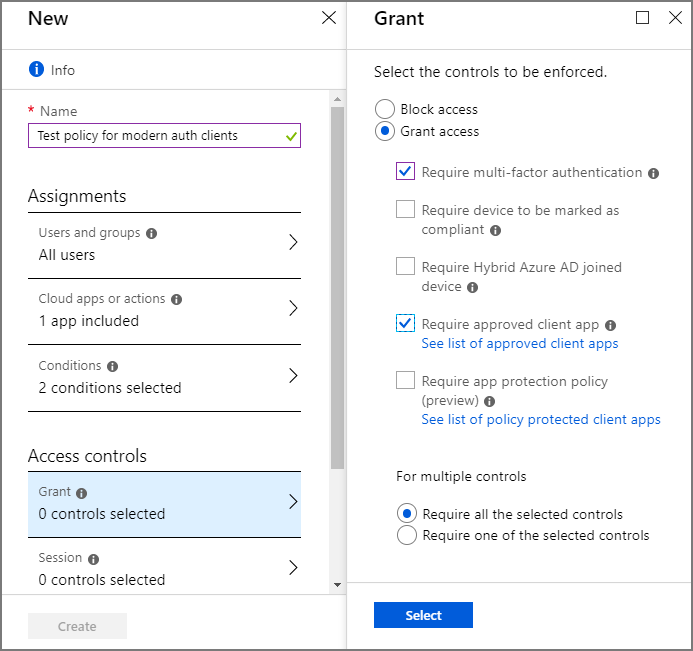 New
Info
* Name
Test policy for modern auth clients
Assignments
Users and groups
All users
Cloud apps or actions
1 app included
Conditions
2 conditions selected
Access controls
Grant
0 controls selected
Session
0 controls selected
Create
Grant
Select the controls to be enforced.
Block access
Grant access
Require multi-factor authentication
Require device to be marked as
compliant
Require Hybrid Azure AD joined
device
Require approved client app
See list of approved client apps
Require app protection policy
(preview)
See list of policy protected client apps
For multiple controls
Require all the selected controls
Require one of the selected controls
Select